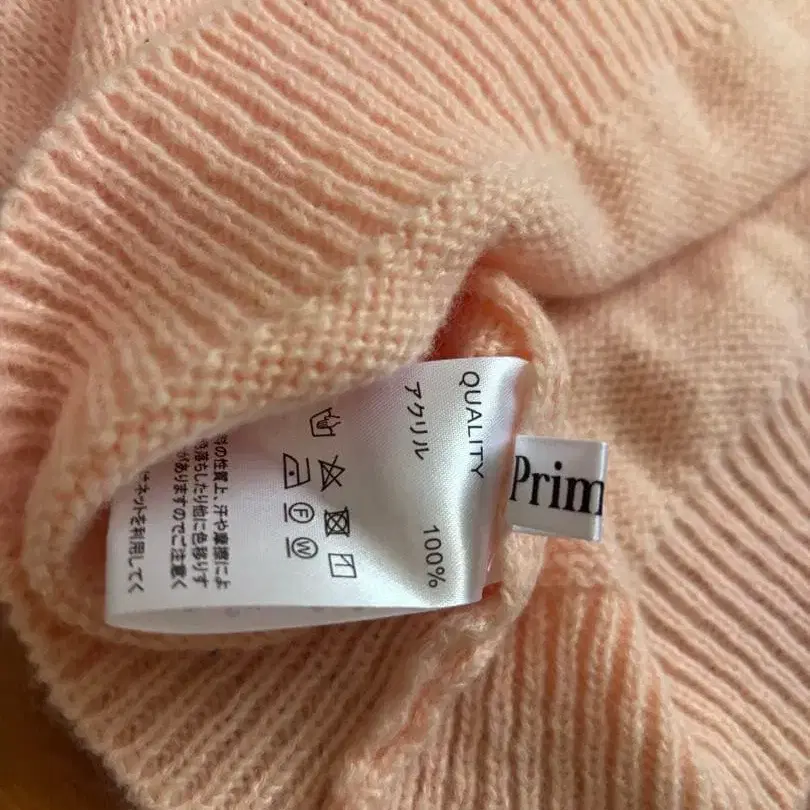 QUALITY
アクリル 100%
Ⓕ
Ⓦ
の性質上、汗や摩擦によ
落ちしたり他に色移りす
がありますのでご注意く
ネットを利用してく
Prim